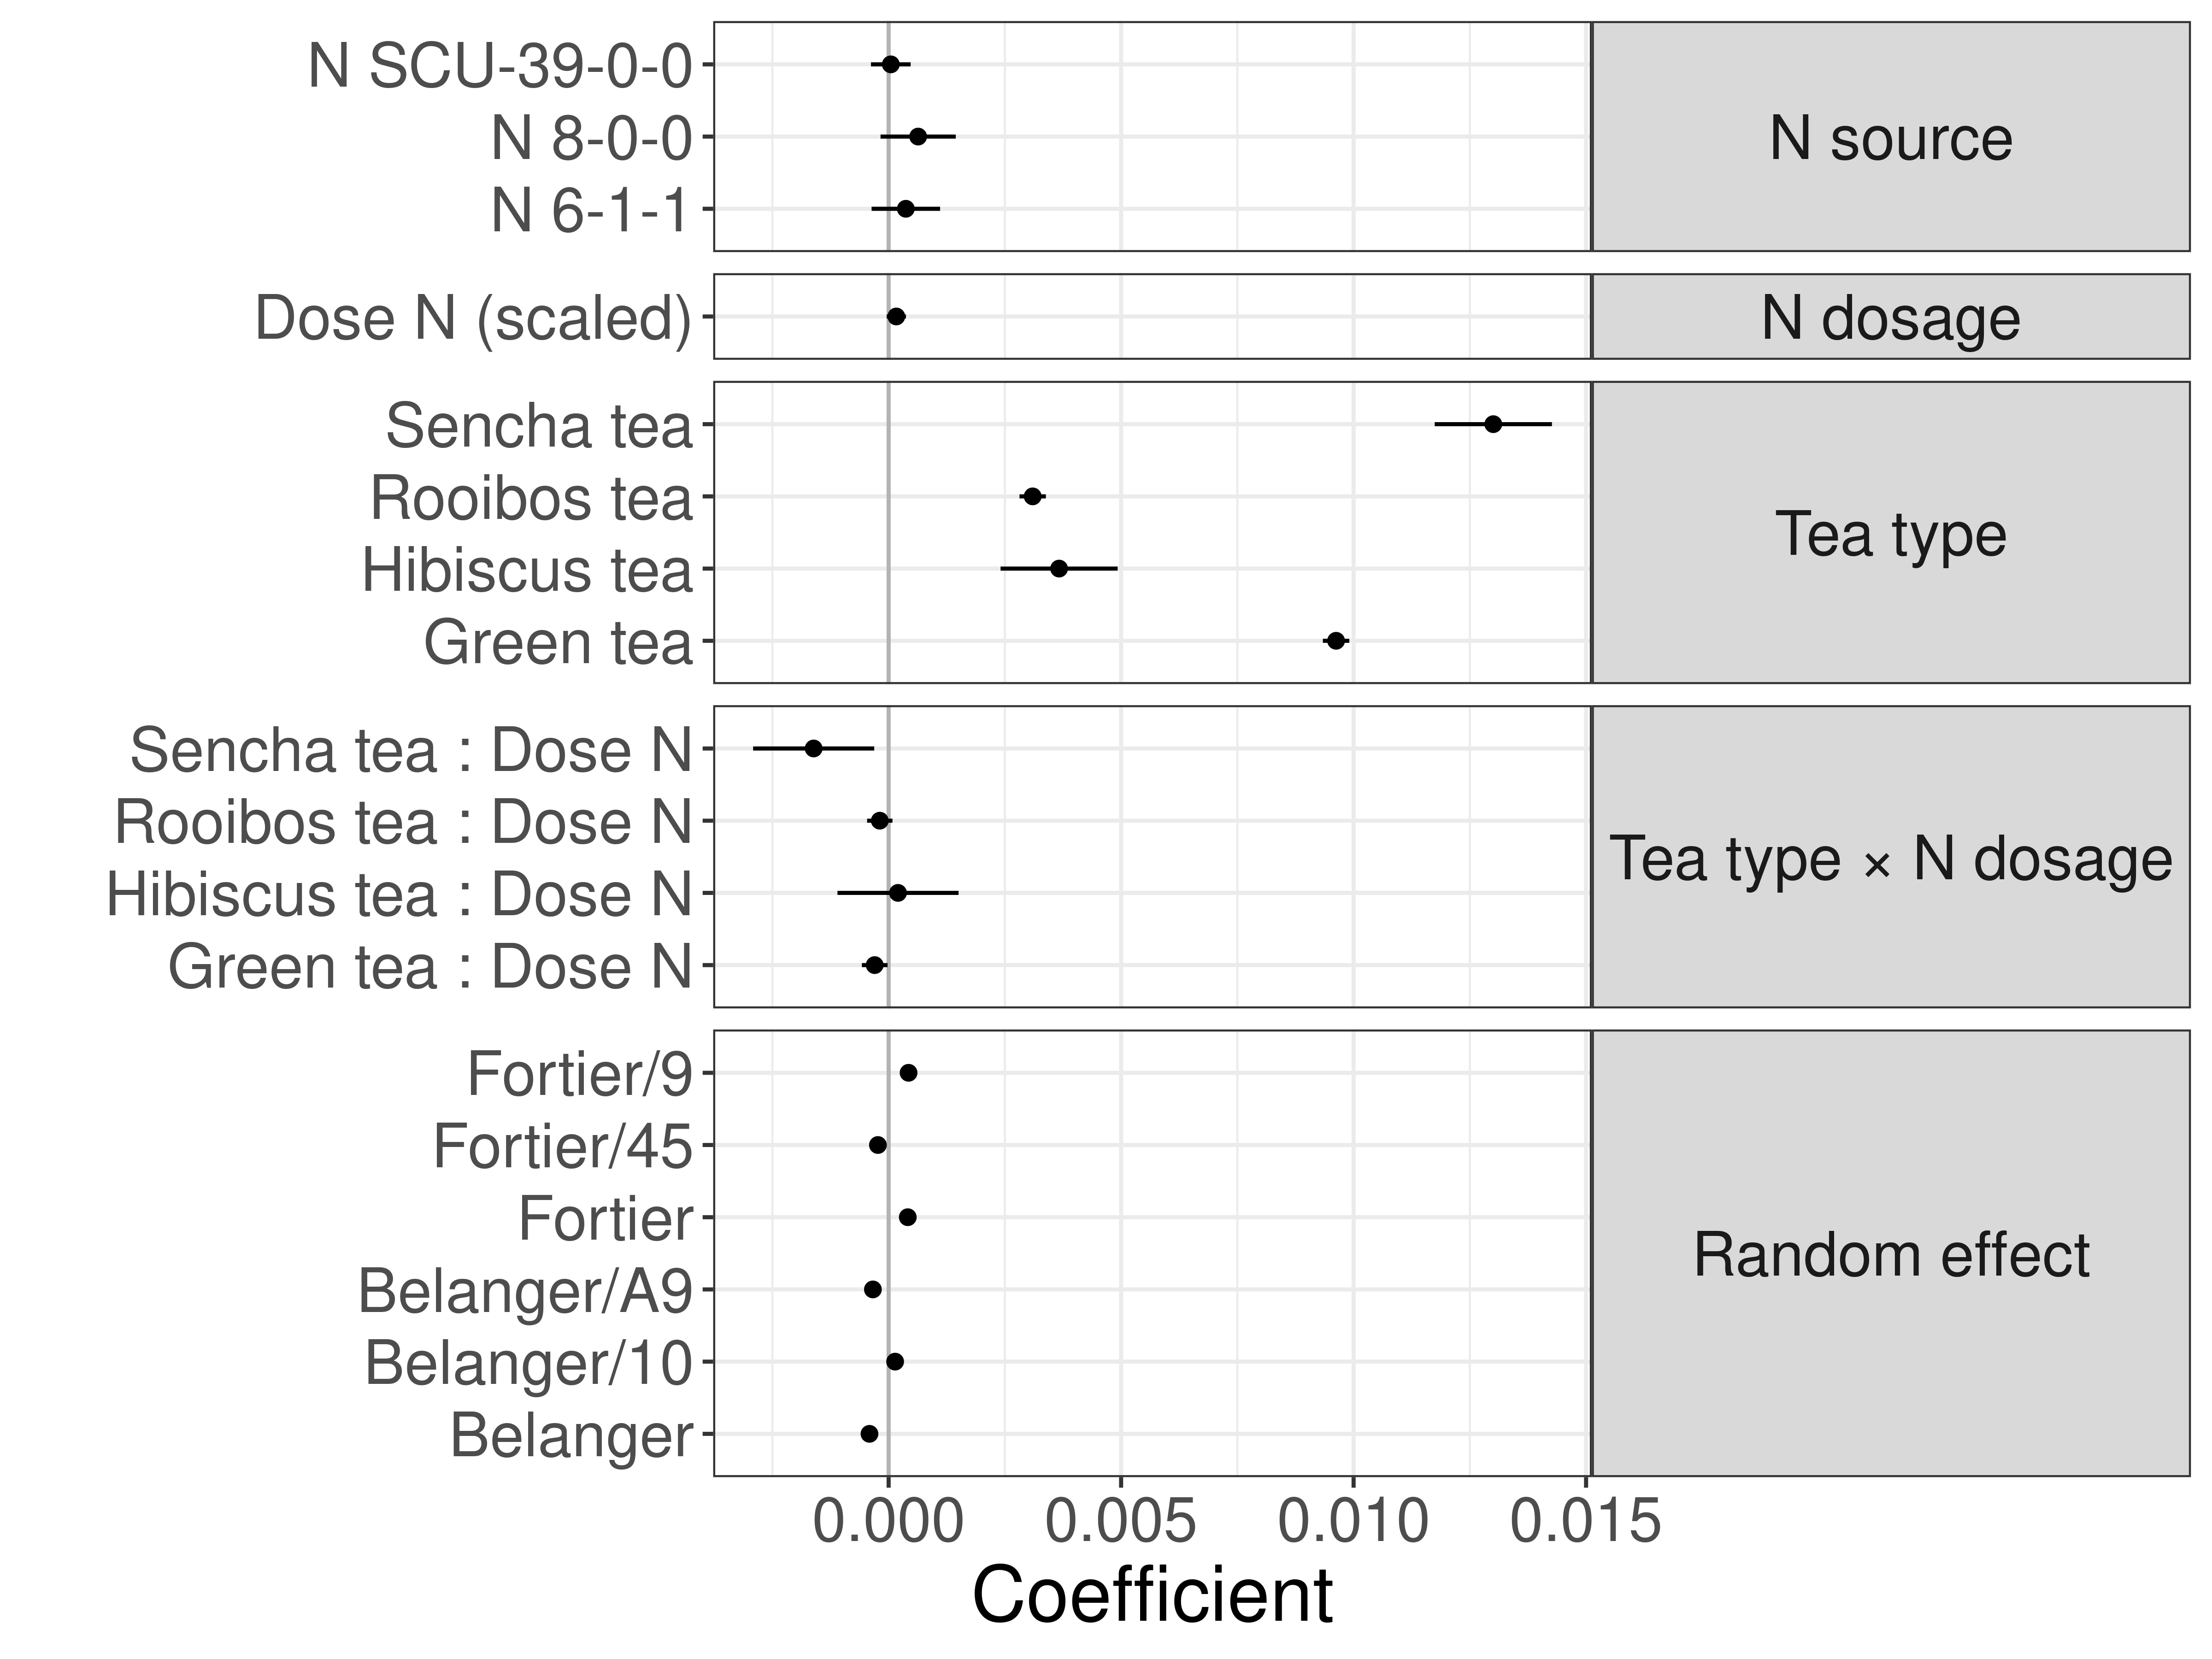 N SCU-39-0-0
N 8-0-0
N 6-1-1
N source
Dose N (scaled)
N dosage
Sencha tea
Rooibos tea
Hibiscus tea
Green tea
Tea type
Sencha tea : Dose N
Rooibos tea : Dose N
Hibiscus tea : Dose N
Green tea : Dose N
Tea type × N dosage
Fortier/9
Fortier/45
Fortier
Belanger/A9
Belanger/10
Belanger
Random effect
0.000 0.005 0.010 0.015
Coefficient